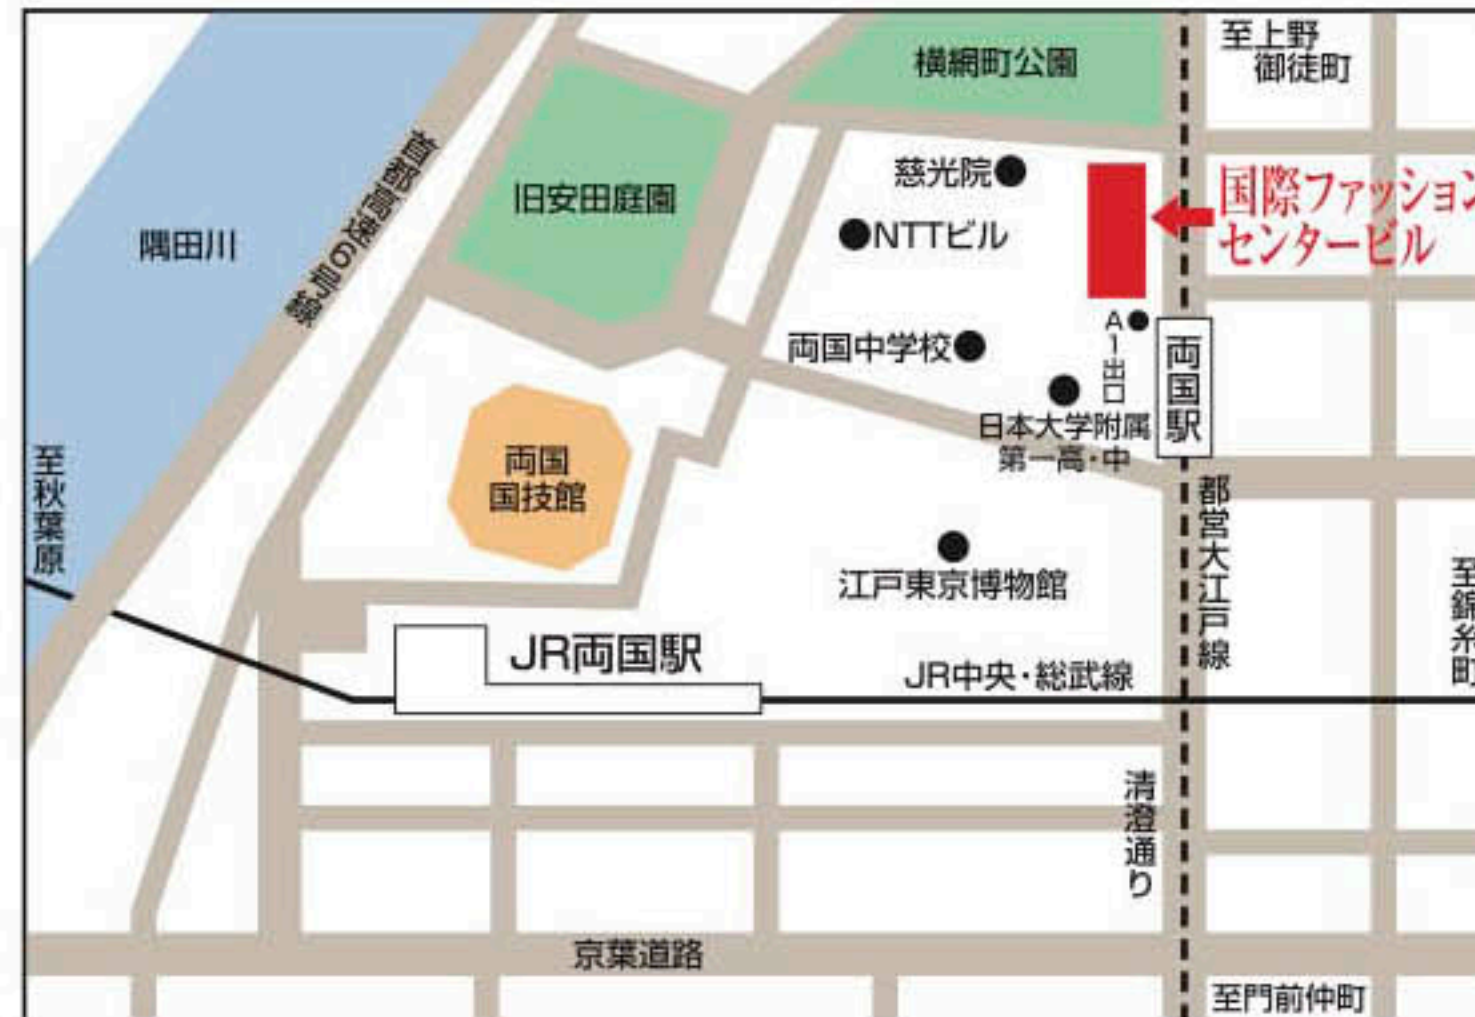 横網町公園
至上野
御徒町
慈光院
国際ファッション
センタービル
旧安田庭園
首都高速6号線
隅田川
NTTビル
両国中学校
A1出口
両国駅
日本大学附属
第一高・中
両国
国技館
至秋葉原
都営大江戸線
江戸東京博物館
至錦糸町
JR両国駅
JR中央・総武線
清澄通り
京葉道路
至門前仲町